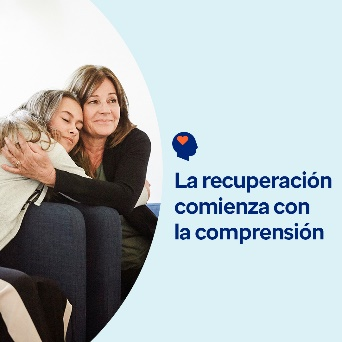 La recuperación
comienza con
la comprensión